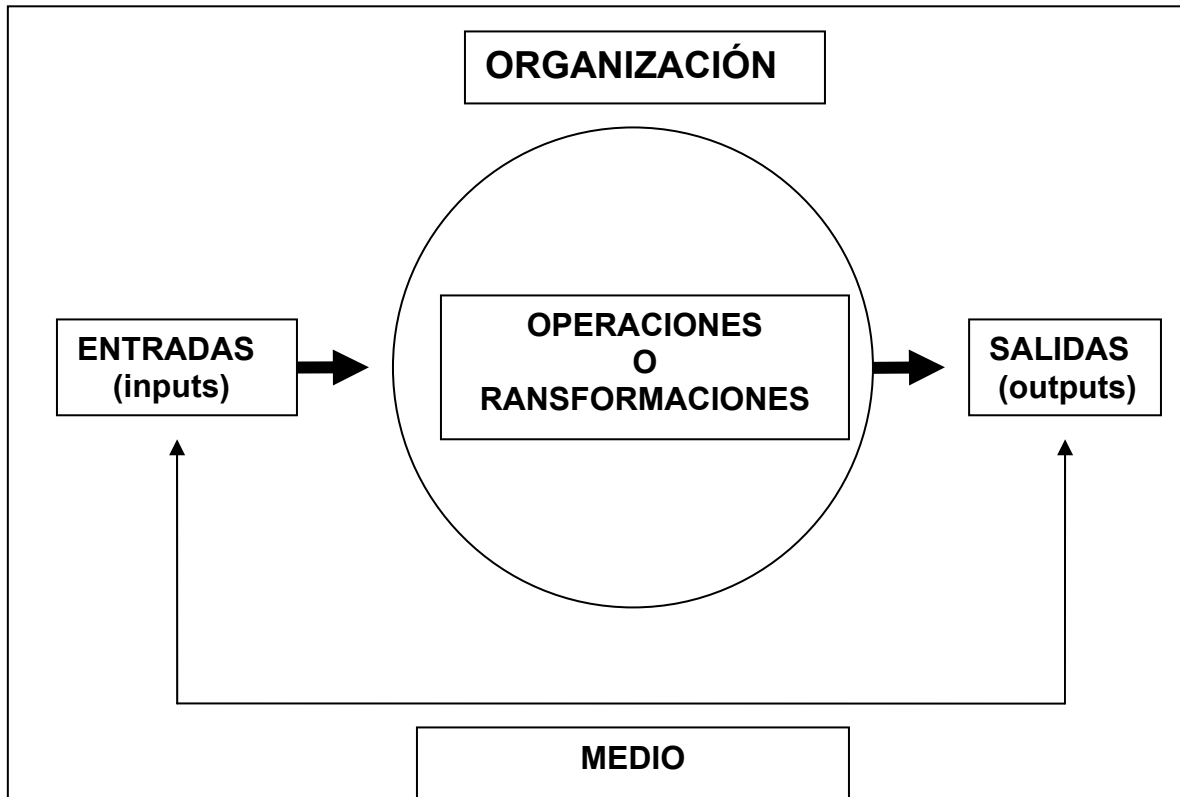 ORGANIZACIÓN
ENTRADAS
(inputs)
OPERACIONES
O
RANSFORMACIONES
SALIDAS
(outputs)
MEDIO